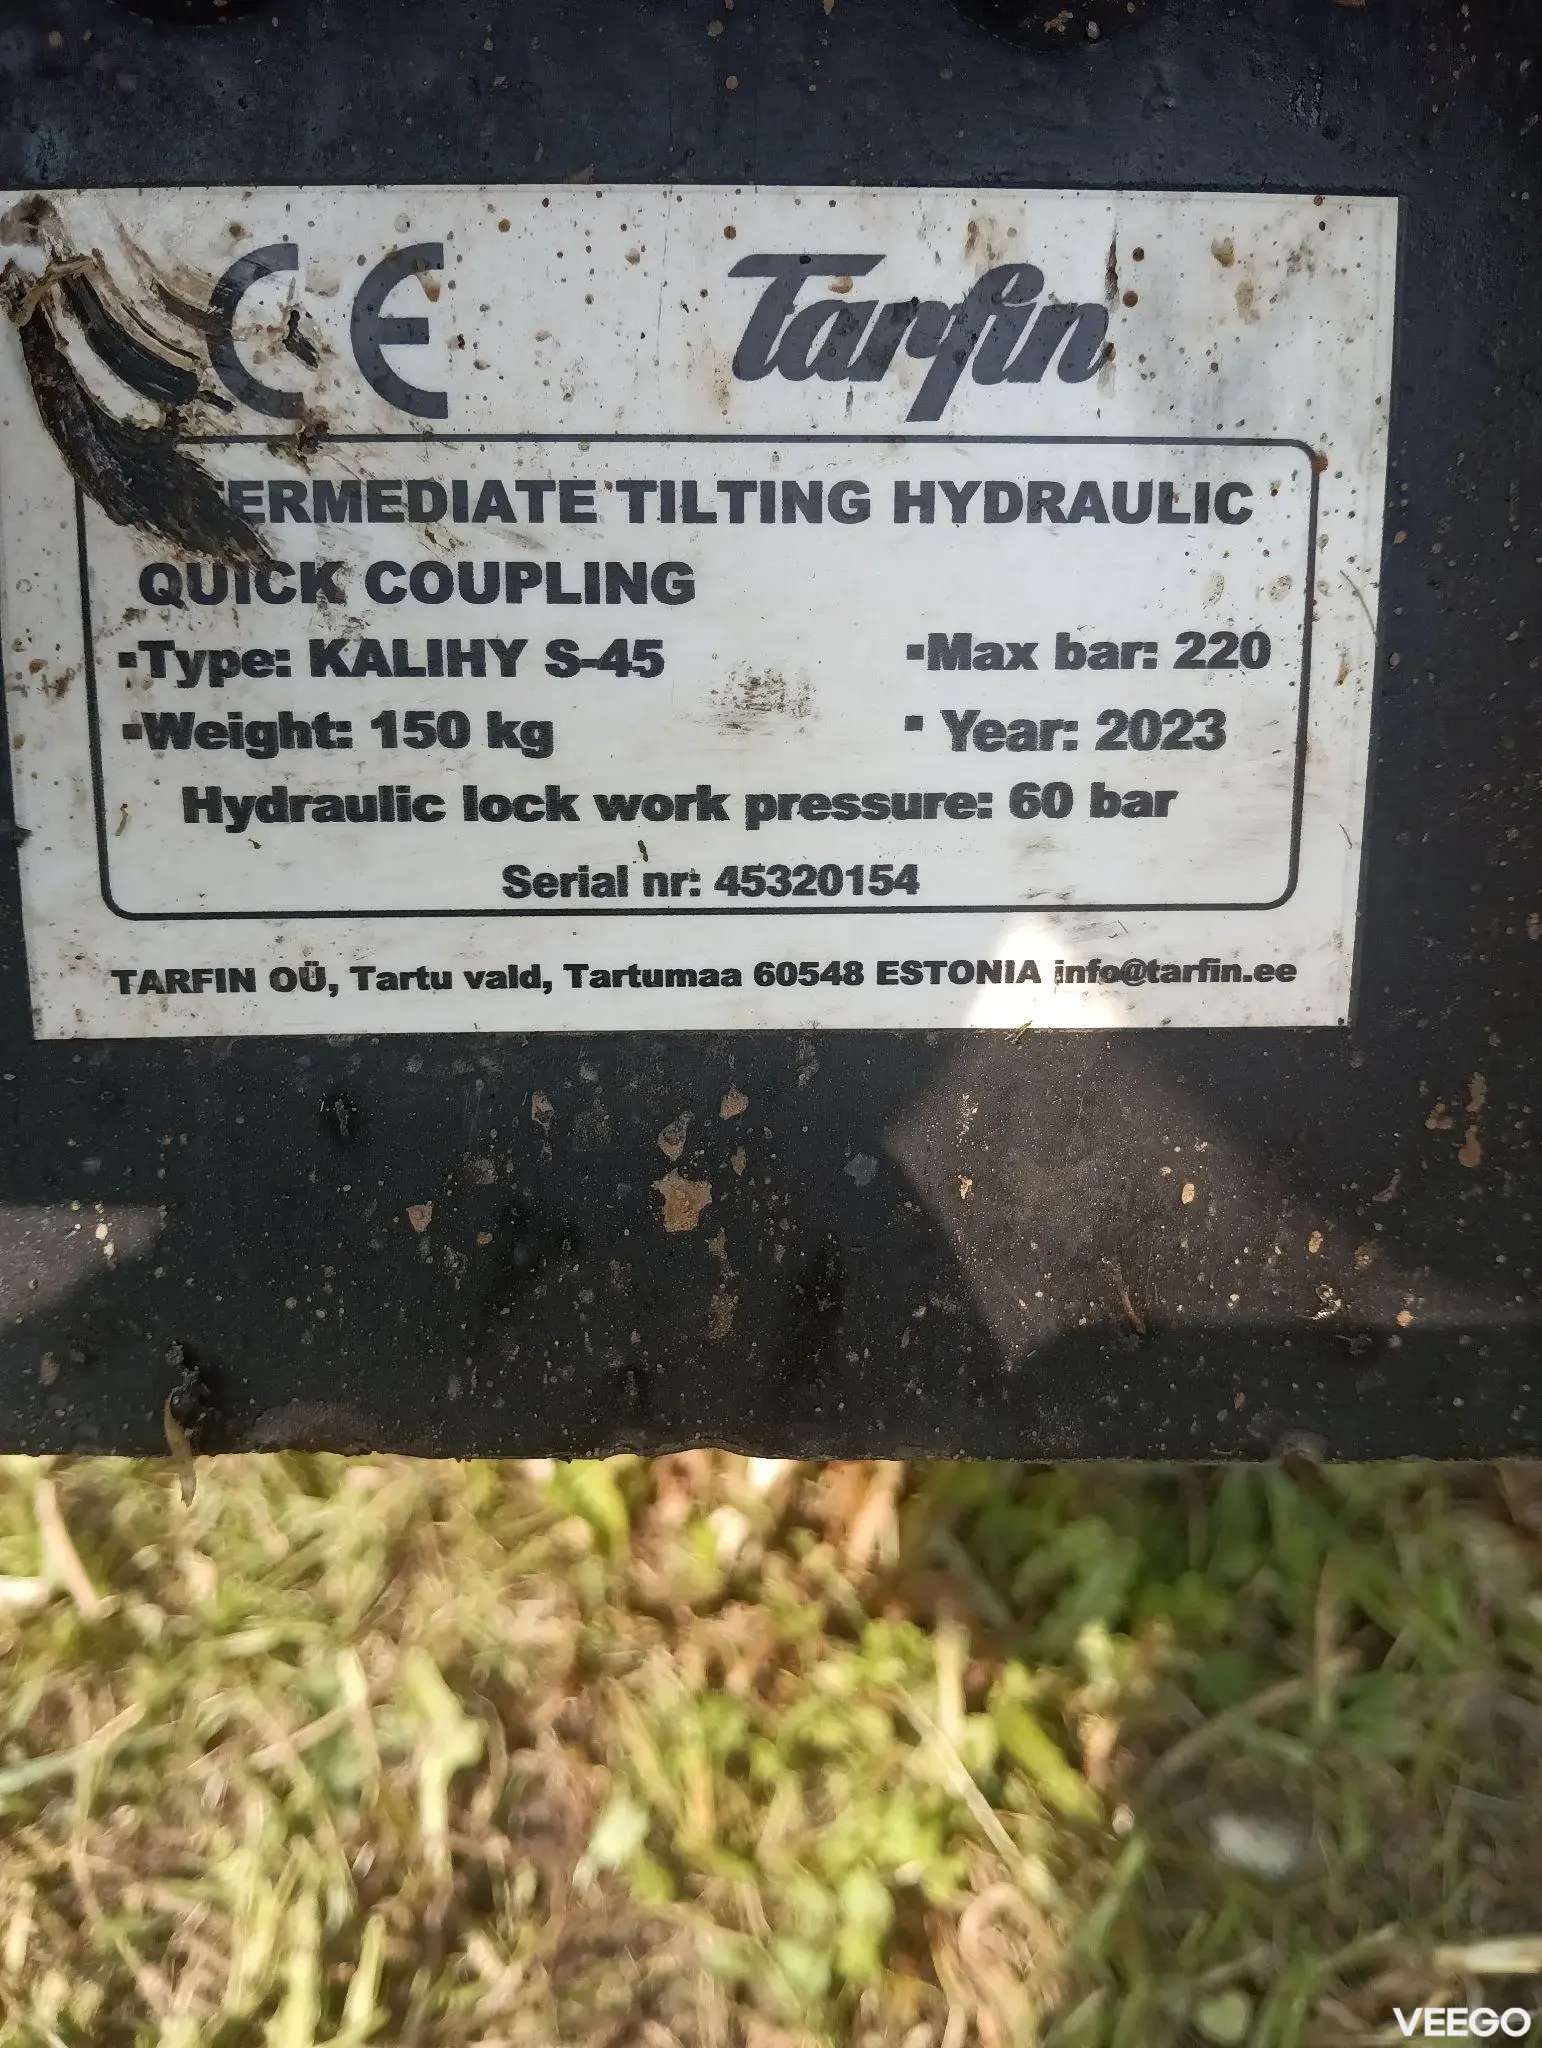 CE Tarfin
INTERMEDIATE TILTING HYDRAULIC
QUICK COUPLING
▪Type: KALIHY S-45 ▪Max bar: 220
▪Weight: 150 kg ▪ Year: 2023
Hydraulic lock work pressure: 60 bar
Serial nr: 45320154
TARFIN OÜ, Tartu vald, Tartumaa 60548 ESTONIA info@tarfin.ee
VEEGO